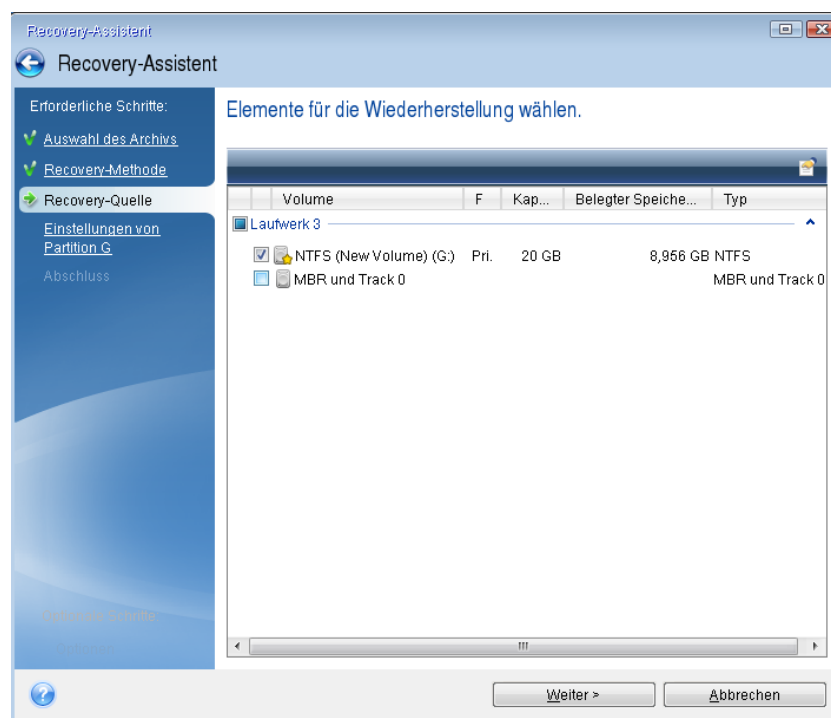 Recovery-Assistent
Recovery-Assistent
Erforderliche Schritte:
Auswahl des Archivs
Recovery-Methode
Recovery-Quelle
Einstellungen von
Partition G
Abschluss
Elemente für die Wiederherstellung wählen.
Volume F Kap... Belegter Speiche... Typ
Laufwerk 3
NTFS (New Volume) (G:) Pri. 20 GB 8,956 GB NTFS
MBR und Track 0 MBR und Track 0
Optionale Schritte:
Weiter > Abbrechen